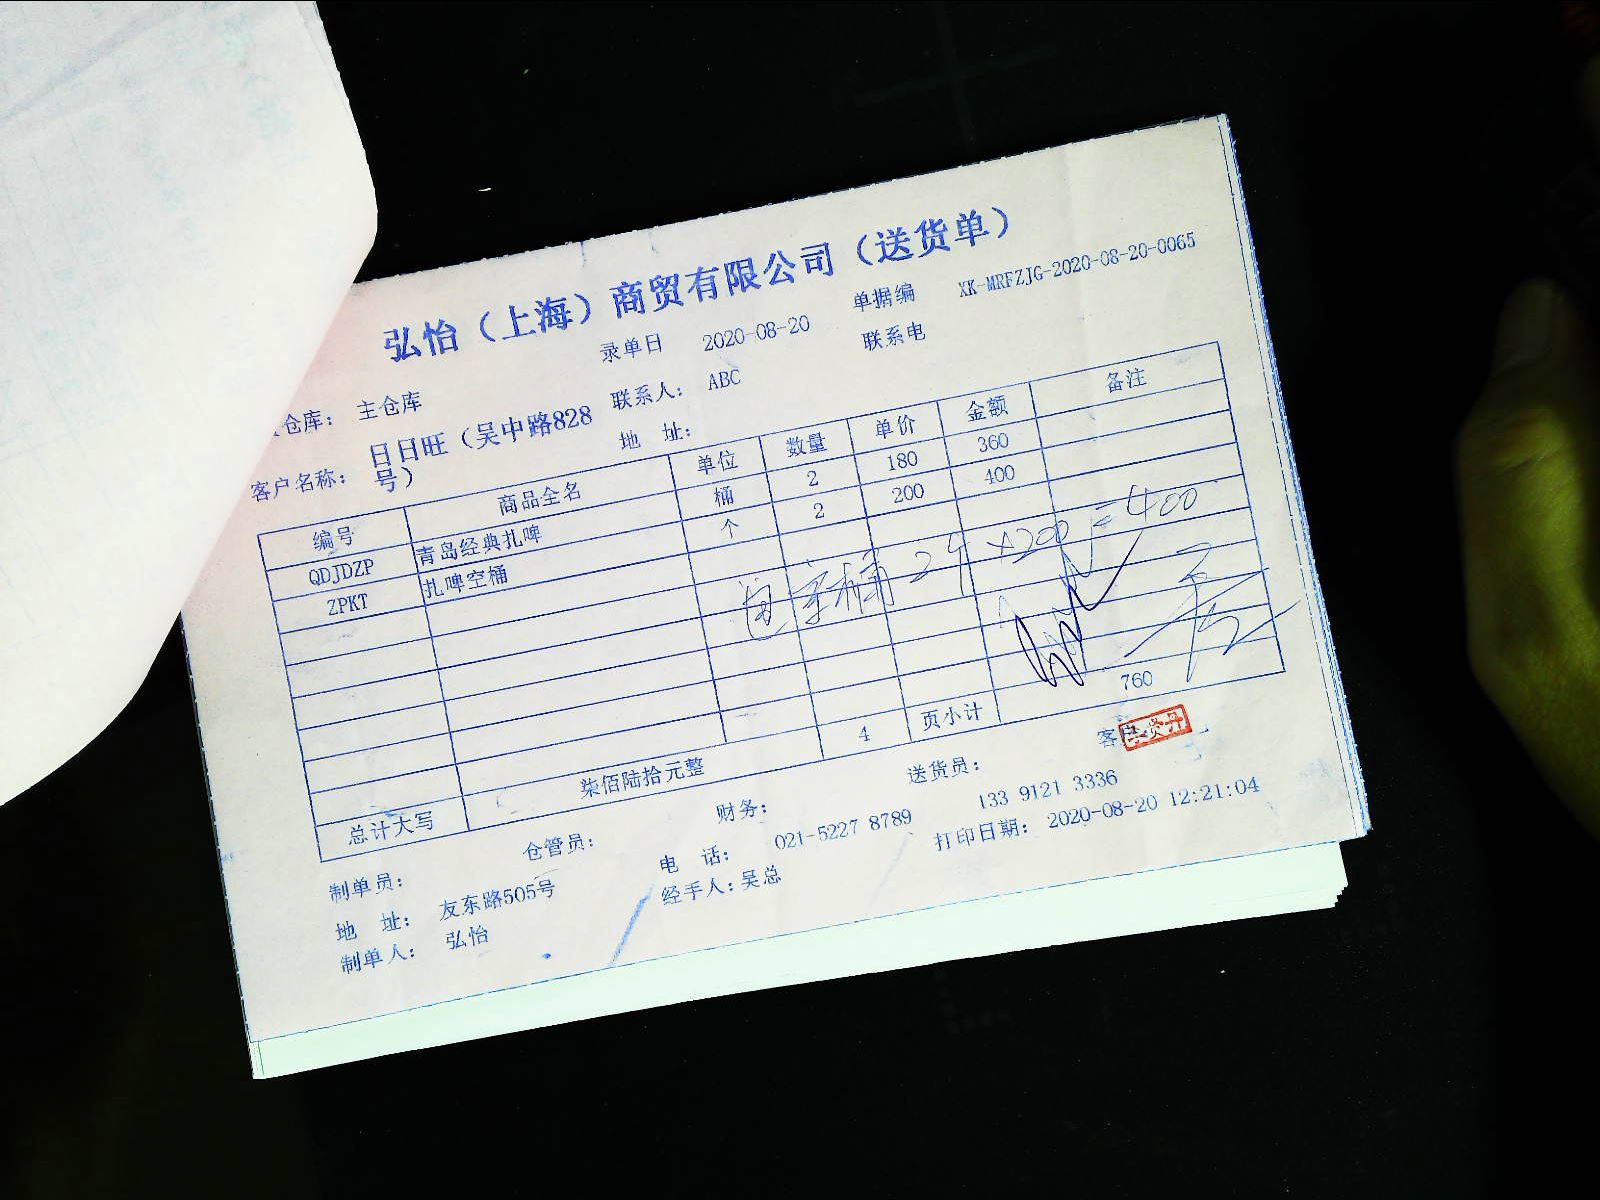 弘怡（上海）商贸有限公司（送货单）
录单日 2020-08-20 单据编 XK-MRFZJG-2020-08-20-0065
仓库： 主仓库 联系人： ABC 联系电
客户名称： 日日旺（吴中路828号） 地 址：
编号 商品全名 单位 数量 单价 金额 备注
QDJDZP 青岛经典扎啤 桶 2 180 360
ZPKT 扎啤空桶 个 2 200 400
桶 2个 ×200 =400
4 页小计 760
总计大写 柒佰陆拾元整
制单员： 仓管员： 财务： 送货员： 客
地 址： 友东路505号 电 话： 021-5227 8789 133 9121 3336
制单人： 弘怡 经手人：吴总 打印日期： 2020-08-20 12:21:04